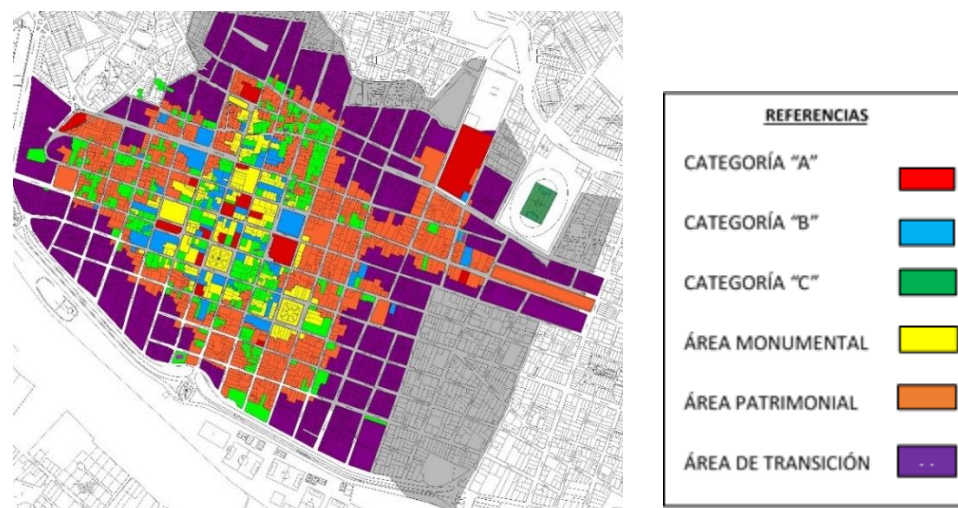 REFERENCIAS
CATEGORÍA “A”
CATEGORÍA “B”
CATEGORÍA “C”
ÁREA MONUMENTAL
ÁREA PATRIMONIAL
ÁREA DE TRANSICIÓN